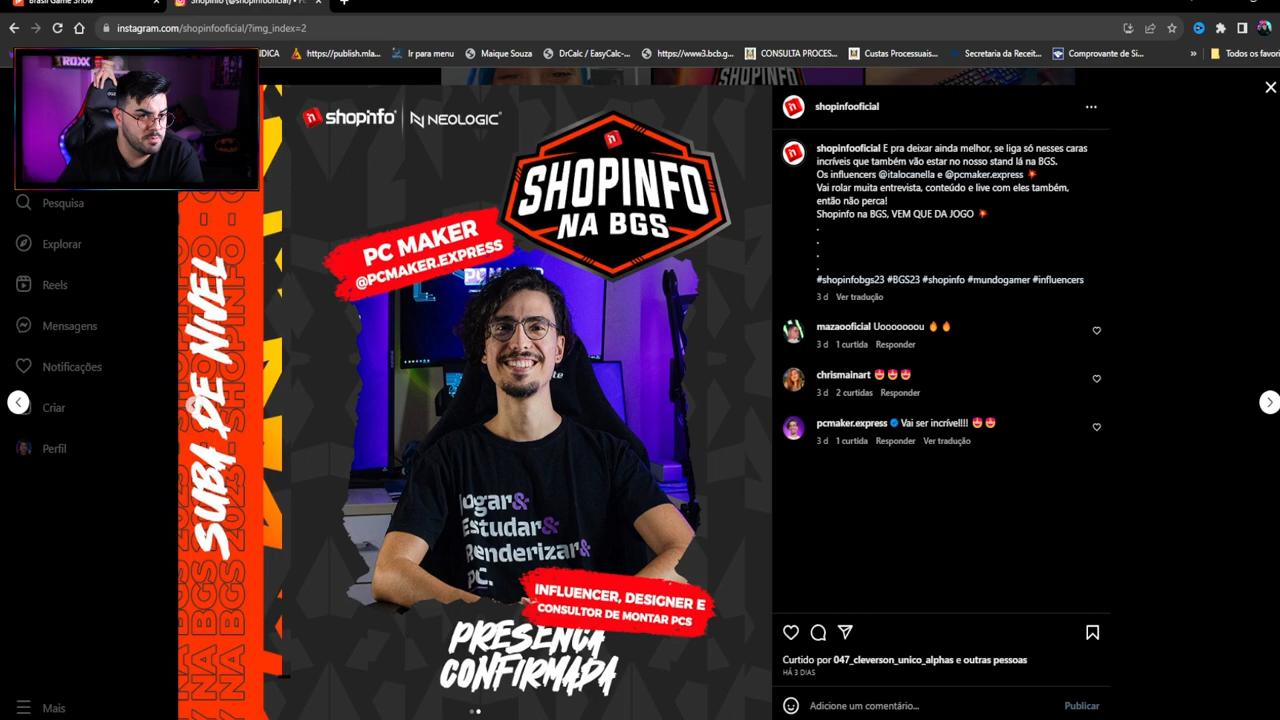 Brasil Game Show
Shopinfo (@shopinfooficial)
instagram.com/shopinfooficial/?img_index=2
IDICA
https://publish.mla...
Ir para menu
Maique Souza
DrCalc / EasyCalc-...
https://www3.bcb.g...
CONSULTA PROCES...
Custas Processuais...
Secretaria da Receit...
Comprovante de Si...
»
Todos os favori
ROXX
Pesquisa
Explorar
Reels
Mensagens
Notificações
Criar
Perfil
Mais
SUBA DE NIVEL
shopinfo
NEOLOGIC
SHOPINFO
NA BGS
PC MAKER
@PCMAKER.EXPRESS
Jogar&
Estudar&
Renderizar&
PC.
INFLUENCER, DESIGNER E
CONSULTOR DE MONTAR PCS
PRESENÇA
CONFIRMADA
shopinfooficial
shopinfooficial E pra deixar ainda melhor, se liga só nesses caras
incríveis que também vão estar no nosso stand lá na BGS.
Os influencers @italocanella e @pcmaker.express 💥
Vai rolar muita entrevista, conteúdo e live com eles também,
então não perca!
Shopinfo na BGS, VEM QUE DA JOGO 💥
.
.
.
.
#shopinfobgs23 #BGS23 #shopinfo #mundogamer #influencers
3 d Ver tradução
mazaooficial Uoooooooou 🔥🔥
3 d 1 curtida Responder
chrismainart 😍😍😍
3 d 2 curtidas Responder
pcmaker.express Vai ser incrível!!! 😍😍
3 d 1 curtida Responder Ver tradução
Curtido por 047_cleverson_unico_alphas e outras pessoas
HÁ 3 DIAS
Adicione um comentário...
Publicar